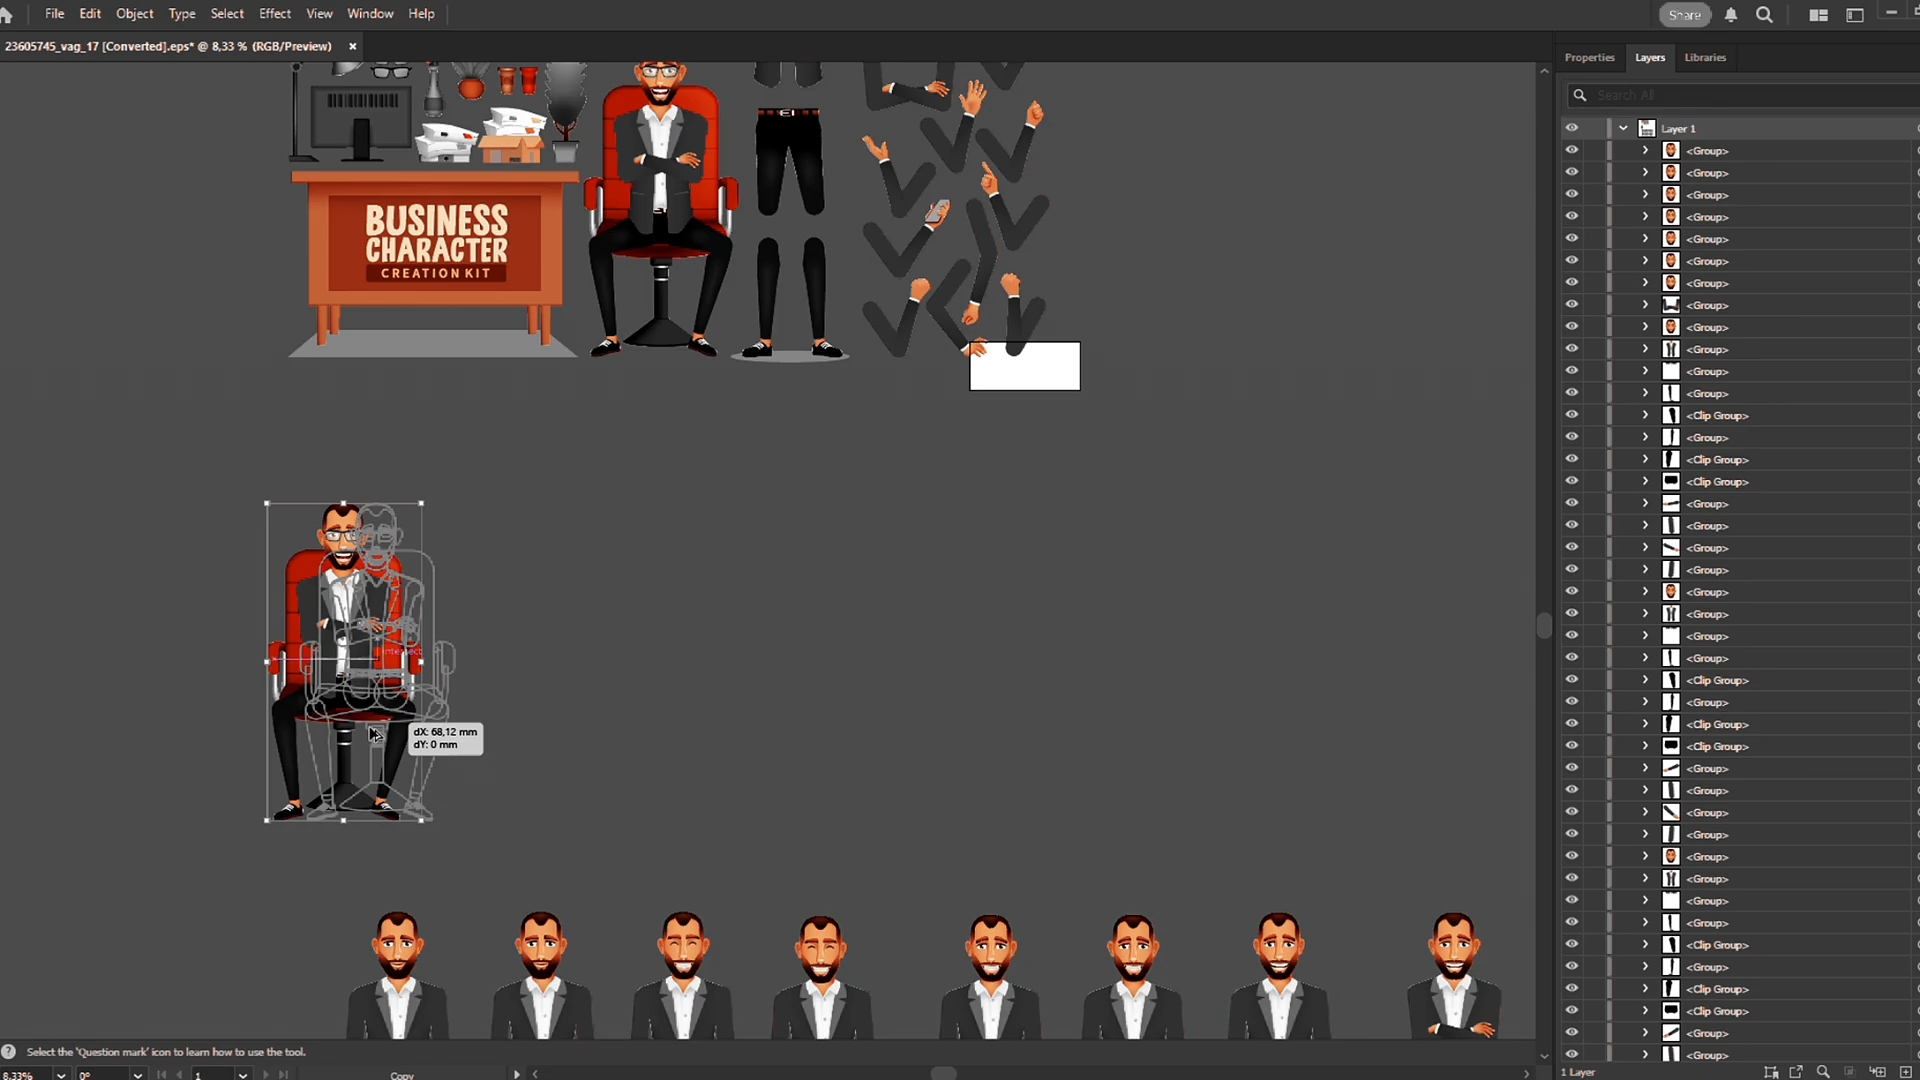 File Edit Object Type Select Effect View Window Help
Share
23605745_vag_17 [Converted].eps* @ 8,33 % (RGB/Preview) ×
Properties Layers Libraries
Search All
Layer 1
<Group>
<Group>
<Group>
<Group>
<Group>
<Group>
<Group>
<Group>
<Group>
<Group>
<Group>
<Group>
<Clip Group>
<Group>
<Clip Group>
<Clip Group>
<Group>
<Group>
<Group>
<Group>
<Group>
<Group>
<Group>
<Group>
<Clip Group>
<Group>
<Clip Group>
<Clip Group>
<Group>
<Group>
<Group>
<Group>
<Group>
<Group>
<Group>
<Group>
<Clip Group>
<Group>
<Clip Group>
<Clip Group>
<Group>
<Group>
BUSINESS
CHARACTER
CREATION KIT
intersect
dX: 68,12 mm
dY: 0 mm
Select the 'Question mark' icon to learn how to use the tool.
8,33% 0° 1 Copy
1 Layer